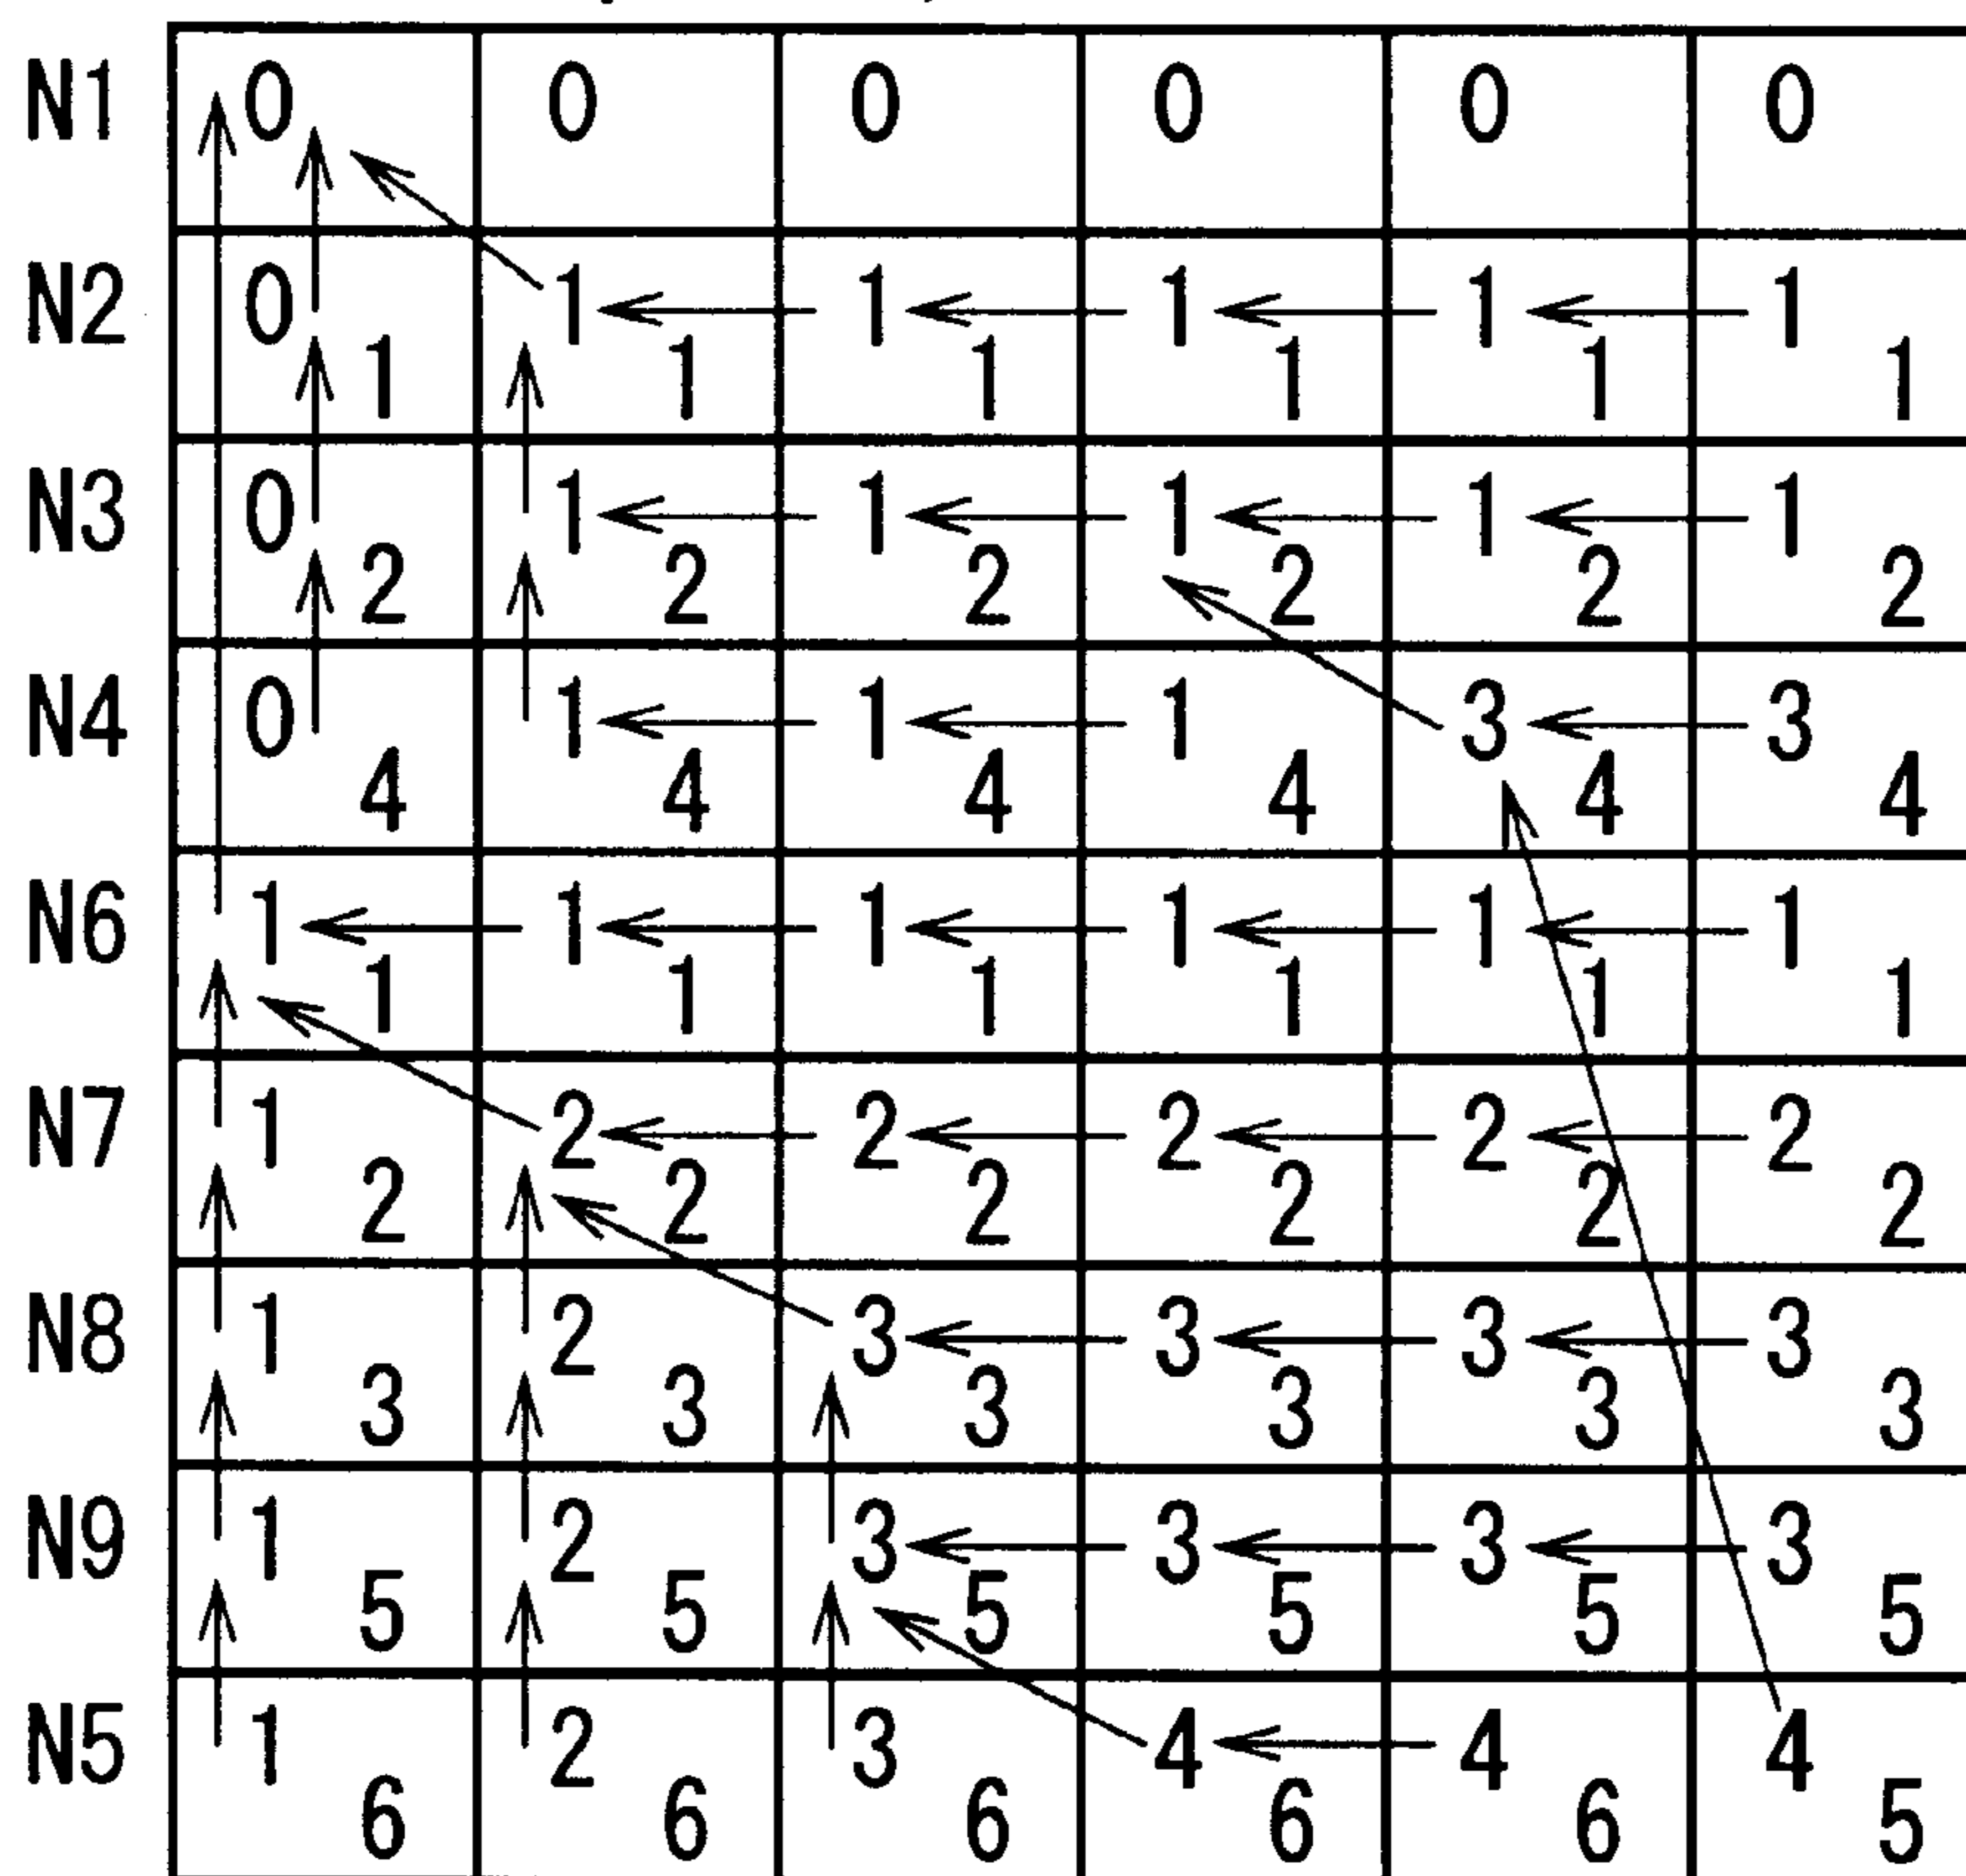 N1 0 0 0 0 0 0
N2 0 1 1 1 1 1
1 1 1 1 1 1
N3 0 1 1 1 1 1
2 2 2 2 2 2
N4 0 1 1 1 3 3
4 4 4 4 4 4
N6 1 1 1 1 1 1
1 1 1 1 1 1
N7 1 2 2 2 2 2
2 2 2 2 2 2
N8 1 2 3 3 3 3
3 3 3 3 3 3
N9 1 2 3 3 3 3
5 5 5 5 5 5
N5 1 2 3 4 4 4
6 6 6 6 6 5